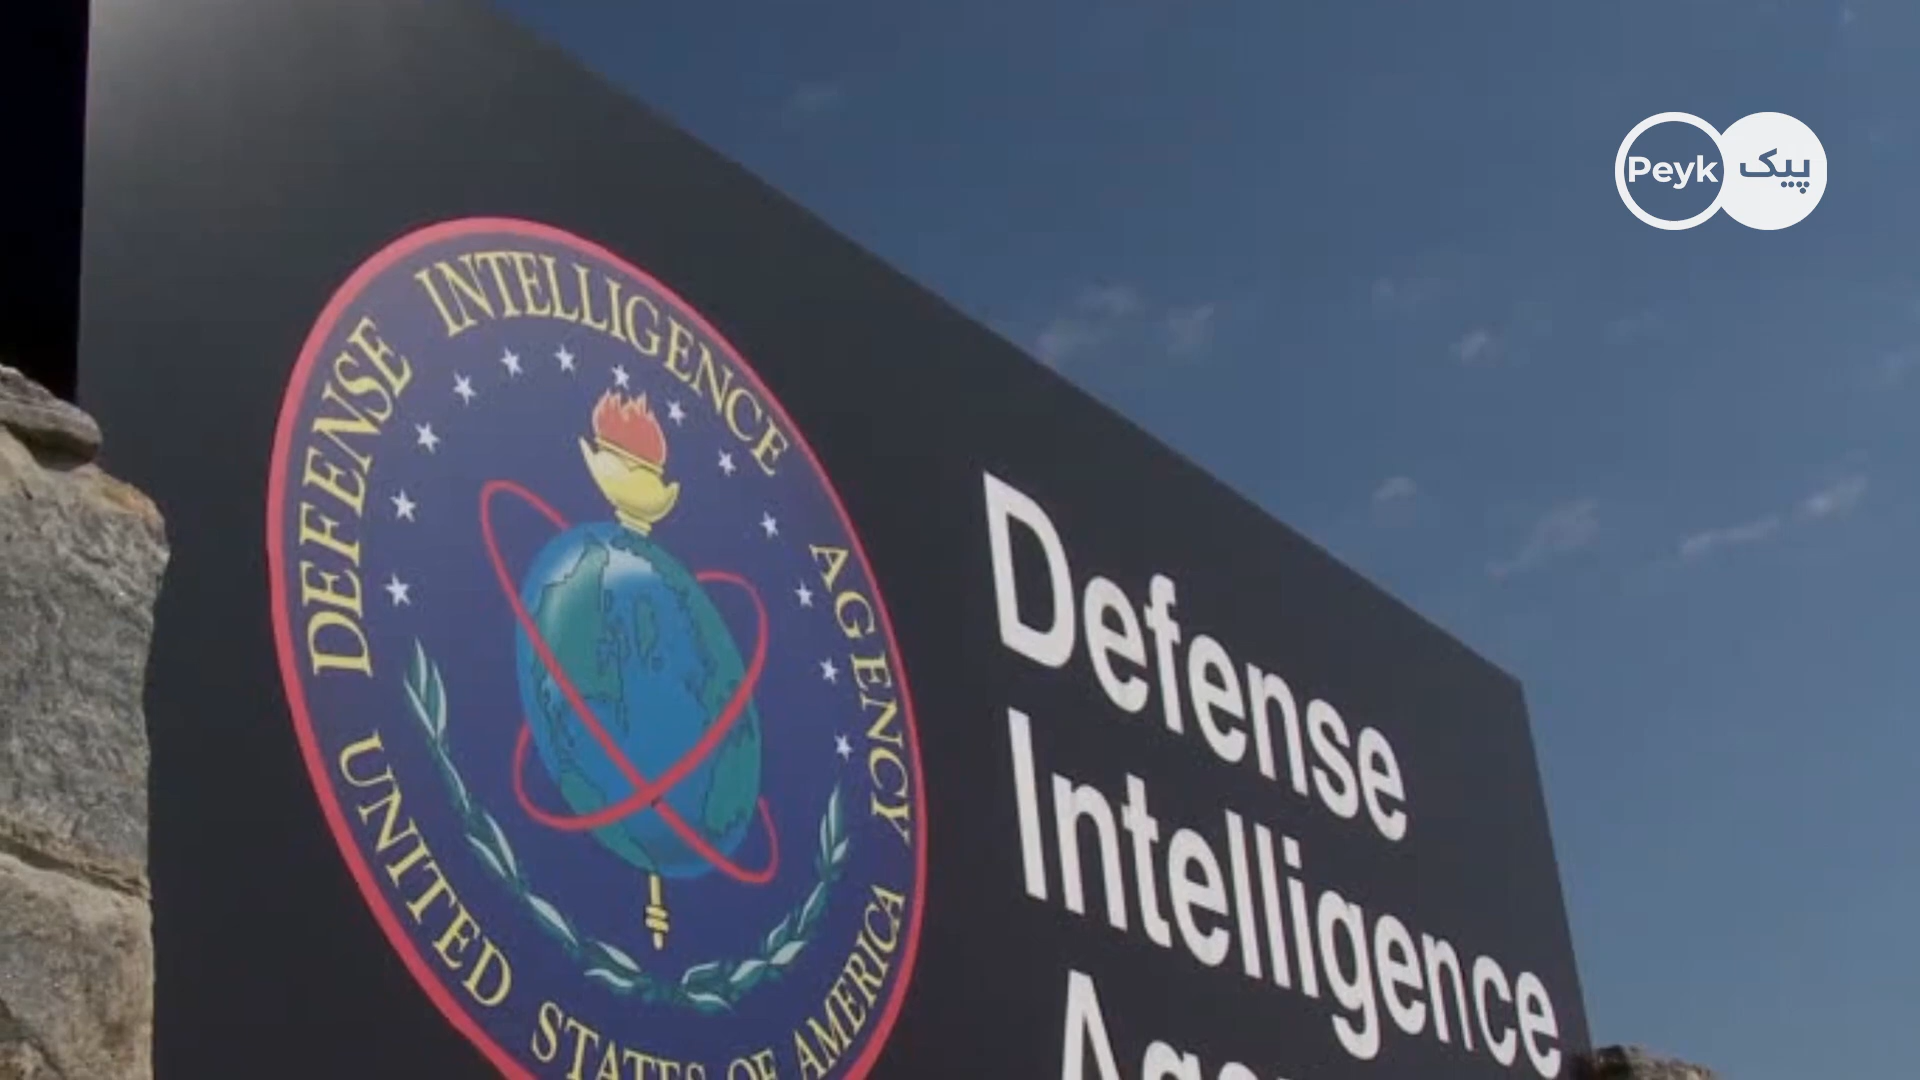 Peyk پیک
DEFENSE INTELLIGENCE AGENCY
UNITED STATES OF AMERICA
Defense
Intelligence